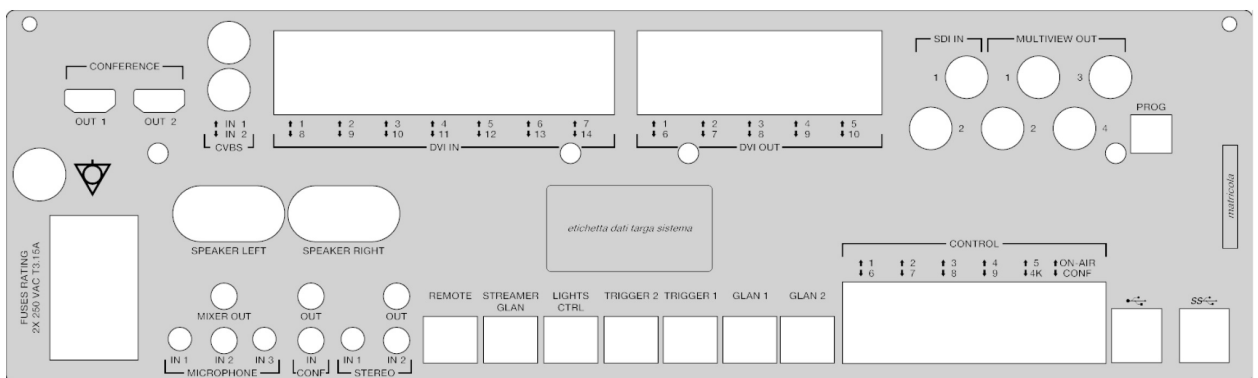 CONFERENCE
OUT 1 OUT 2
⬆ IN 1
⬇ IN 2
CVBS
⬆ 1 ⬆ 2 ⬆ 3 ⬆ 4 ⬆ 5 ⬆ 6 ⬆ 7
⬇ 8 ⬇ 9 ⬇ 10 ⬇ 11 ⬇ 12 ⬇ 13 ⬇ 14
DVI IN
⬆ 1 ⬆ 2 ⬆ 3 ⬆ 4 ⬆ 5
⬇ 6 ⬇ 7 ⬇ 8 ⬇ 9 ⬇ 10
DVI OUT
SDI IN MULTIVIEW OUT
1 1 3
2 2 4
PROG
matricola
FUSES RATING
2X 250 VAC T3.15A
SPEAKER LEFT SPEAKER RIGHT
etichetta dati targa sistema
CONTROL
⬆ 1 ⬆ 2 ⬆ 3 ⬆ 4 ⬆ 5 ⬆ ON-AIR
⬇ 6 ⬇ 7 ⬇ 8 ⬇ 9 ⬇ 4K ⬇ CONF
SS
REMOTE STREAMER GLAN LIGHTS CTRL TRIGGER 2 TRIGGER 1 GLAN 1 GLAN 2
MIXER OUT OUT OUT
IN 1 IN 2 IN 3 IN IN 1 IN 2
MICROPHONE CONF STEREO